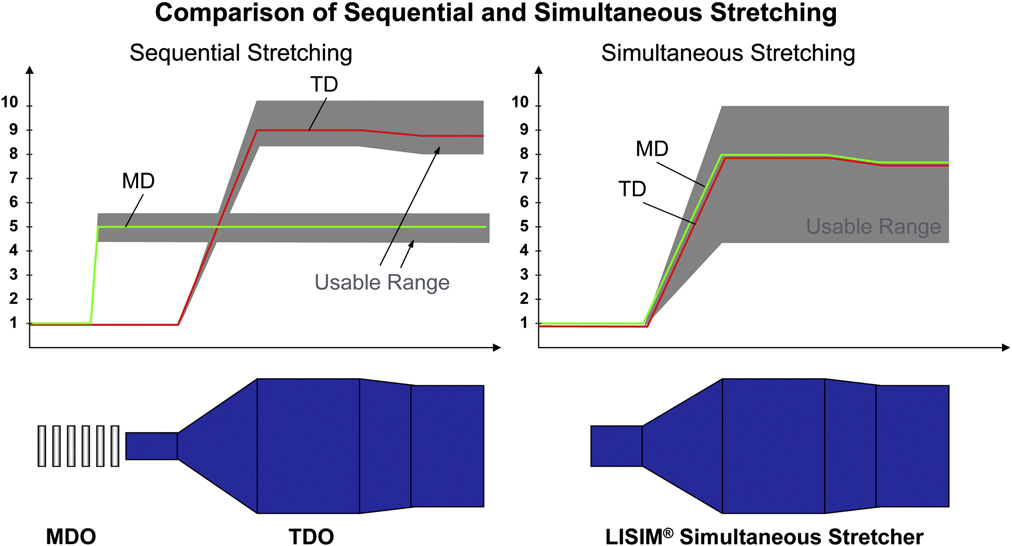 Comparison of Sequential and Simultaneous Stretching
Sequential Stretching
10
9
8
7
6
5
4
3
2
1
TD
MD
Usable Range
MDO
TDO
Simultaneous Stretching
10
9
8
7
6
5
4
3
2
1
MD
TD
Usable Range
LISIM® Simultaneous Stretcher